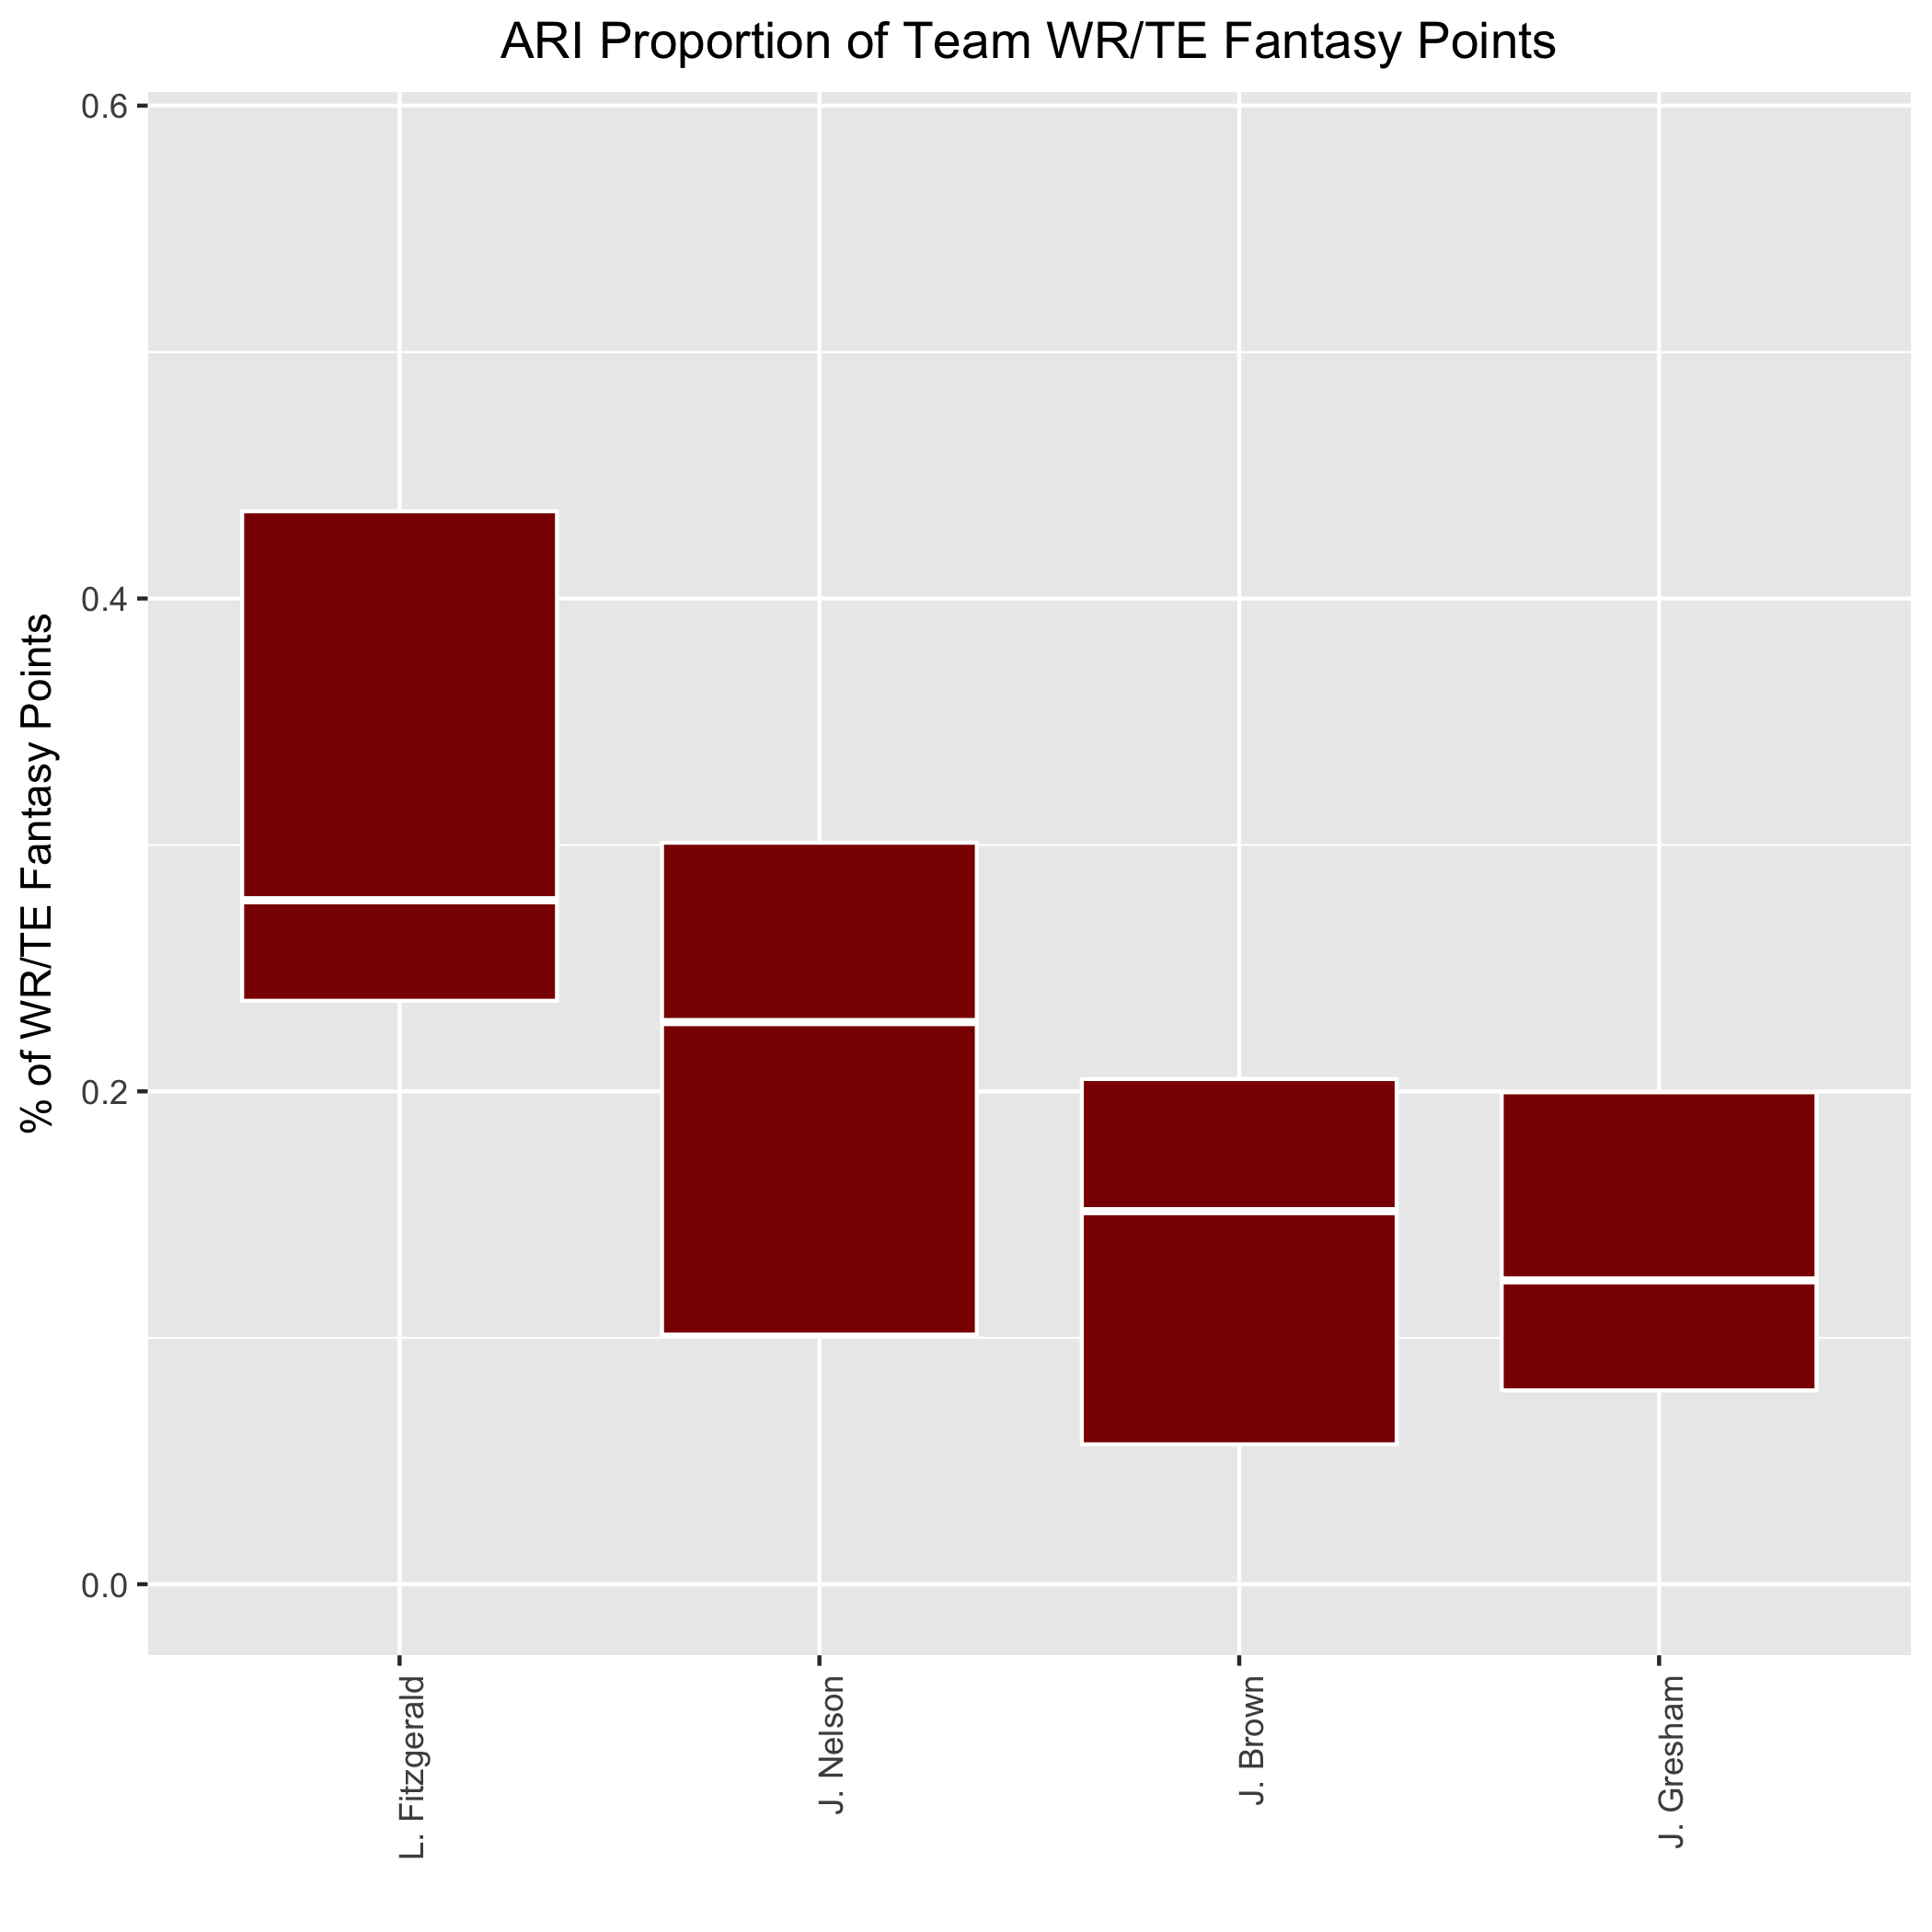 ARI Proportion of Team WR/TE Fantasy Points
% of WR/TE Fantasy Points
0.6
0.4
0.2
0.0
L. Fitzgerald
J. Nelson
J. Brown
J. Gresham